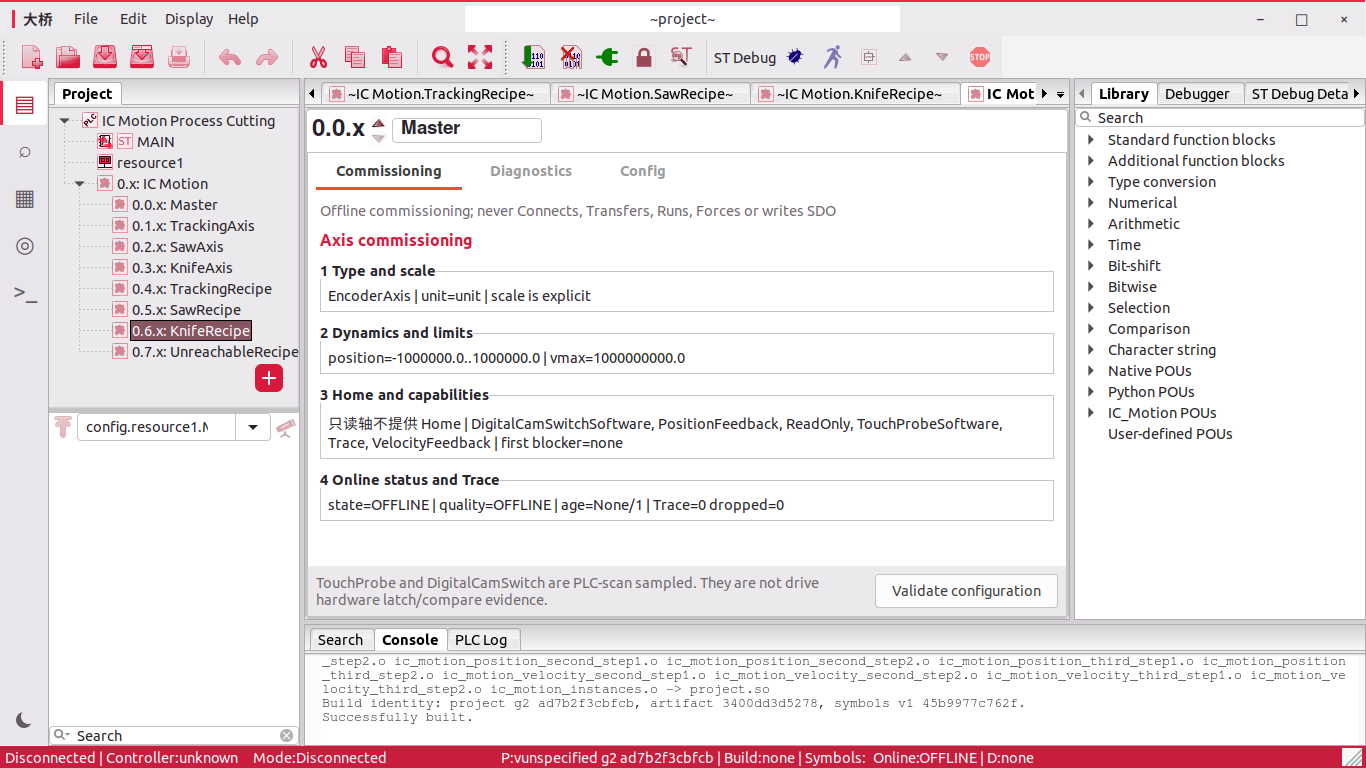 大桥 File Edit Display Help
~project~
ST Debug
STOP
Project
IC Motion Process Cutting
ST MAIN
resource1
0.x: IC Motion
0.0.x: Master
0.1.x: TrackingAxis
0.2.x: SawAxis
0.3.x: KnifeAxis
0.4.x: TrackingRecipe
0.5.x: SawRecipe
0.6.x: KnifeRecipe
0.7.x: UnreachableRecipe
config.resource1.
Search
~IC Motion.TrackingRecipe~ ~IC Motion.SawRecipe~ ~IC Motion.KnifeRecipe~ IC Mot
0.0.x Master
Commissioning Diagnostics Config
Offline commissioning; never Connects, Transfers, Runs, Forces or writes SDO
Axis commissioning
1 Type and scale
EncoderAxis | unit=unit | scale is explicit
2 Dynamics and limits
position=-1000000.0..1000000.0 | vmax=1000000000.0
3 Home and capabilities
只读轴不提供 Home | DigitalCamSwitchSoftware, PositionFeedback, ReadOnly, TouchProbeSoftware,
Trace, VelocityFeedback | first blocker=none
4 Online status and Trace
state=OFFLINE | quality=OFFLINE | age=None/1 | Trace=0 dropped=0
TouchProbe and DigitalCamSwitch are PLC-scan sampled. They are not drive
hardware latch/compare evidence.
Validate configuration
Library Debugger ST Debug Deta
Search
Standard function blocks
Additional function blocks
Type conversion
Numerical
Arithmetic
Time
Bit-shift
Bitwise
Selection
Comparison
Character string
Native POUs
Python POUs
IC_Motion POUs
User-defined POUs
Search Console PLC Log
_step2.o ic_motion_position_second_step1.o ic_motion_position_second_step2.o ic_motion_position_third_step1.o ic_motion_position
_third_step2.o ic_motion_velocity_second_step1.o ic_motion_velocity_second_step2.o ic_motion_velocity_third_step1.o ic_motion_ve
locity_third_step2.o ic_motion_instances.o -> project.so
Build identity: project g2 ad7b2f3cbfcb, artifact 3400dd3d5278, symbols v1 45b9977c762f.
Successfully built.
Disconnected | Controller:unknown Mode:Disconnected P:vunspecified g2 ad7b2f3cbfcb | Build:none | Symbols: Online:OFFLINE | D:none